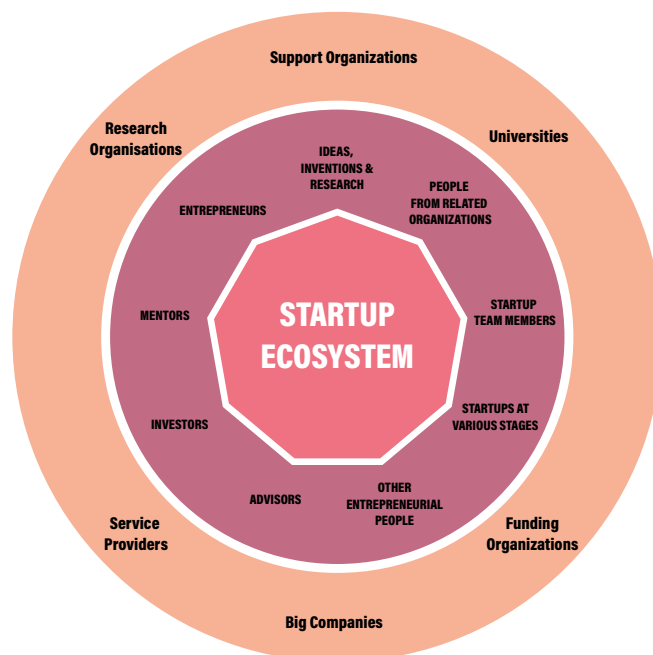 Support Organizations
Research
Organisations
Universities
IDEAS,
INVENTIONS &
RESEARCH
PEOPLE
FROM RELATED
ORGANIZATIONS
ENTREPRENEURS
STARTUP
TEAM MEMBERS
MENTORS
STARTUP
ECOSYSTEM
STARTUPS AT
VARIOUS STAGES
INVESTORS
OTHER
ENTREPRENEURIAL
PEOPLE
ADVISORS
Service
Providers
Funding
Organizations
Big Companies